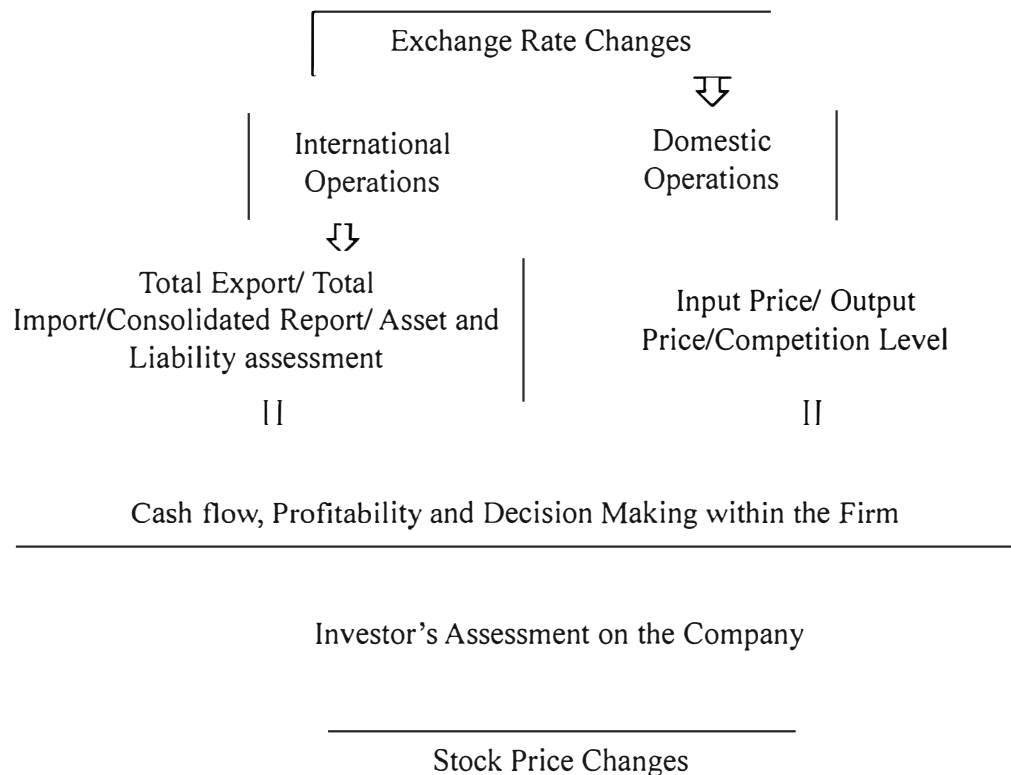 Exchange Rate Changes
International
Operations
Domestic
Operations
Total Export/ Total
Import/Consolidated Report/ Asset and
Liability assessment
Input Price/ Output
Price/Competition Level
Cash flow, Profitability and Decision Making within the Firm
Investor's Assessment on the Company
Stock Price Changes